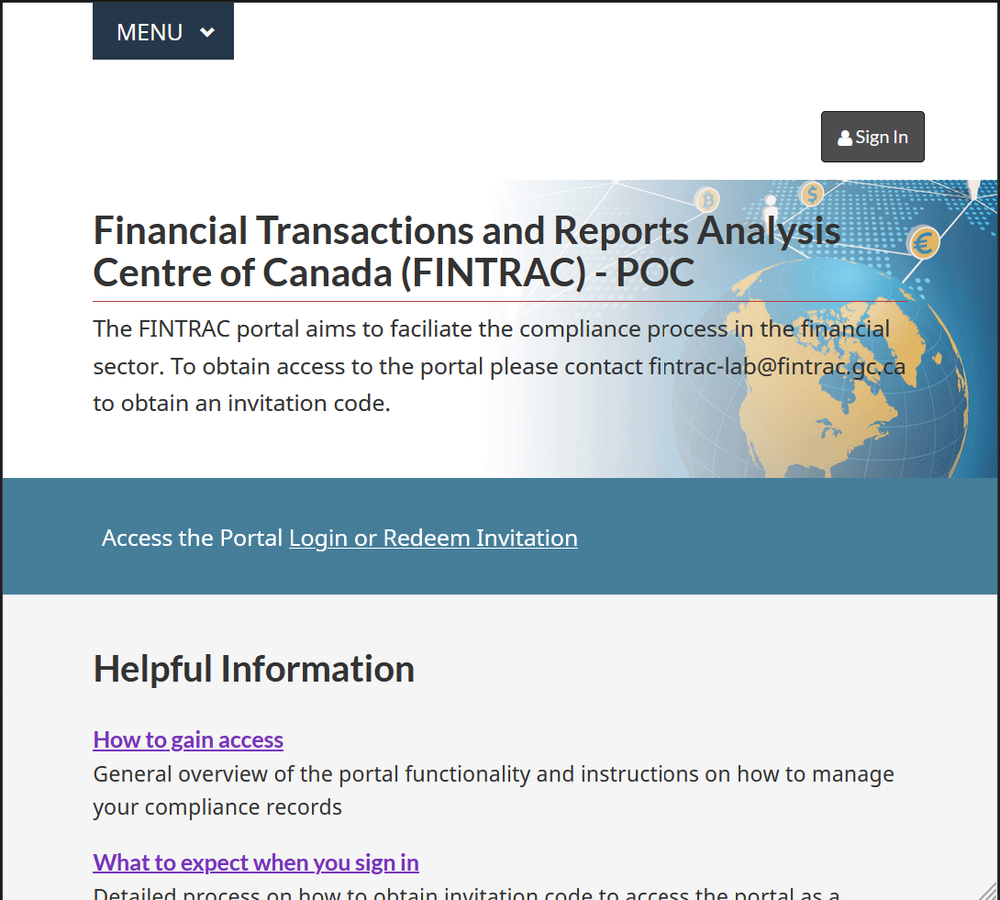 MENU
Sign In
Financial Transactions and Reports Analysis
Centre of Canada (FINTRAC) - POC
The FINTRAC portal aims to faciliate the compliance process in the financial
sector. To obtain access to the portal please contact fintrac-lab@fintrac.gc.ca
to obtain an invitation code.
Access the Portal Login or Redeem Invitation
Helpful Information
How to gain access
General overview of the portal functionality and instructions on how to manage
your compliance records
What to expect when you sign in
Detailed process on how to obtain invitation code to access the portal as a